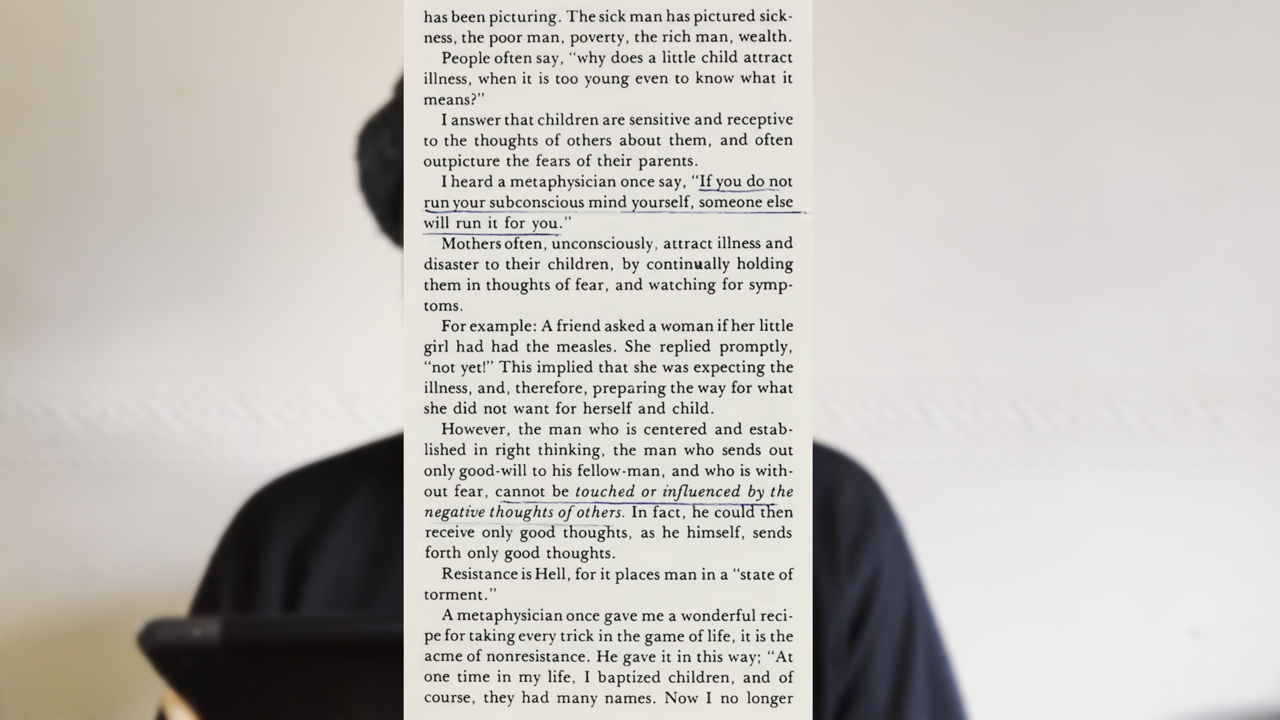 has been picturing. The sick man has pictured sick-
ness, the poor man, poverty, the rich man, wealth.
People often say, “why does a little child attract
illness, when it is too young even to know what it
means?”
I answer that children are sensitive and receptive
to the thoughts of others about them, and often
outpicture the fears of their parents.
I heard a metaphysician once say, “If you do not
run your subconscious mind yourself, someone else
will run it for you.”
Mothers often, unconsciously, attract illness and
disaster to their children, by continually holding
them in thoughts of fear, and watching for symp-
toms.
For example: A friend asked a woman if her little
girl had had the measles. She replied promptly,
“not yet!” This implied that she was expecting the
illness, and, therefore, preparing the way for what
she did not want for herself and child.
However, the man who is centered and estab-
lished in right thinking, the man who sends out
only good-will to his fellow-man, and who is with-
out fear, cannot be touched or influenced by the
negative thoughts of others. In fact, he could then
receive only good thoughts, as he himself, sends
forth only good thoughts.
Resistance is Hell, for it places man in a “state of
torment.”
A metaphysician once gave me a wonderful reci-
pe for taking every trick in the game of life, it is the
acme of nonresistance. He gave it in this way; “At
one time in my life, I baptized children, and of
course, they had many names. Now I no longer